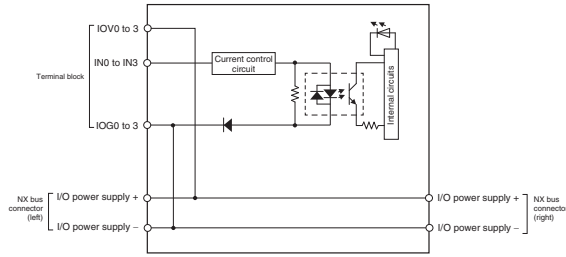 IOV0 to 3
IN0 to IN3
Current control
circuit
Terminal block
Internal circuits
IOG0 to 3
NX bus
connector
(left)
I/O power supply +
I/O power supply −
I/O power supply +
I/O power supply −
NX bus
connecto
(right)